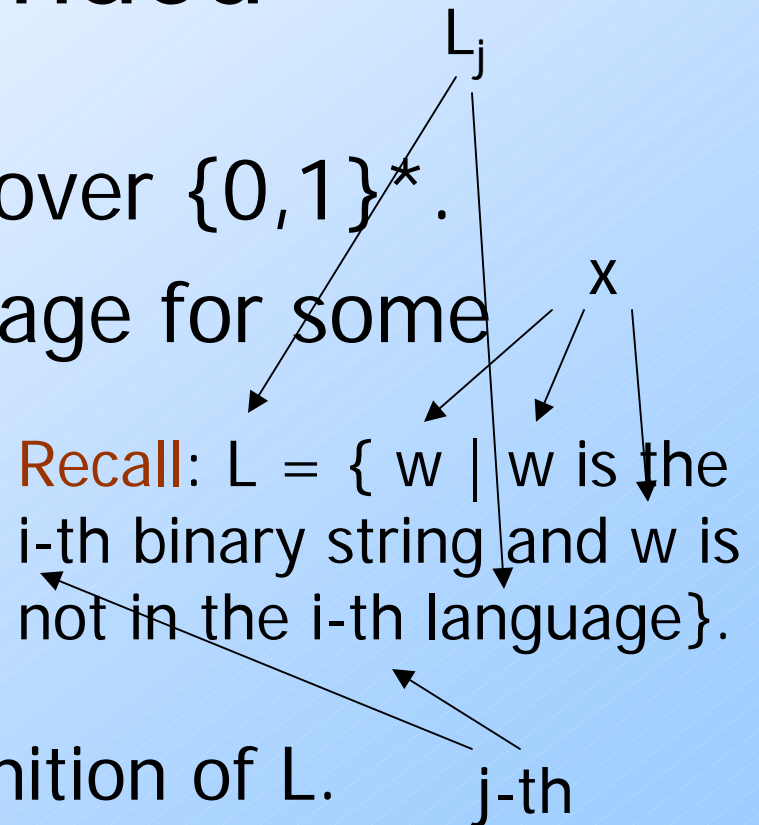 Lj
over {0,1}*.
x
age for some
Recall: L = { w | w is the
i-th binary string and w is
not in the i-th language}.
nition of L.
j-th